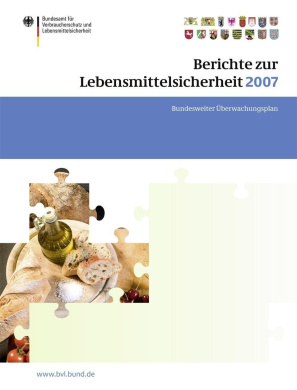 Bundesamt für
Verbraucherschutz und
Lebensmittelsicherheit
Berichte zur
Lebensmittelsicherheit 2007
Bundesweiter Überwachungsplan
www.bvl.bund.de